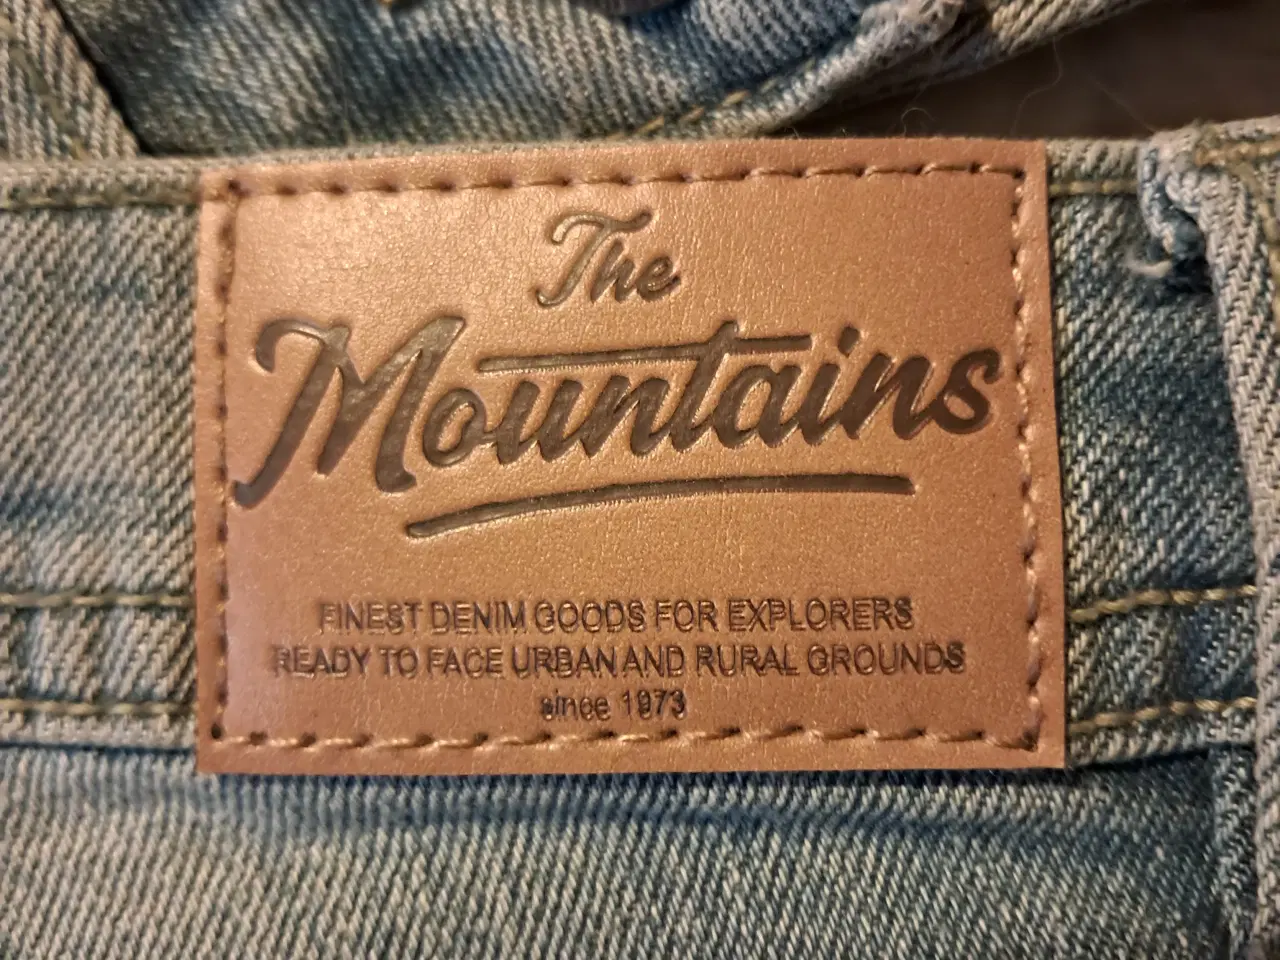 The
Mountains
FINEST DENIM GOODS FOR EXPLORERS
READY TO FACE URBAN AND RURAL GROUNDS
since 1973